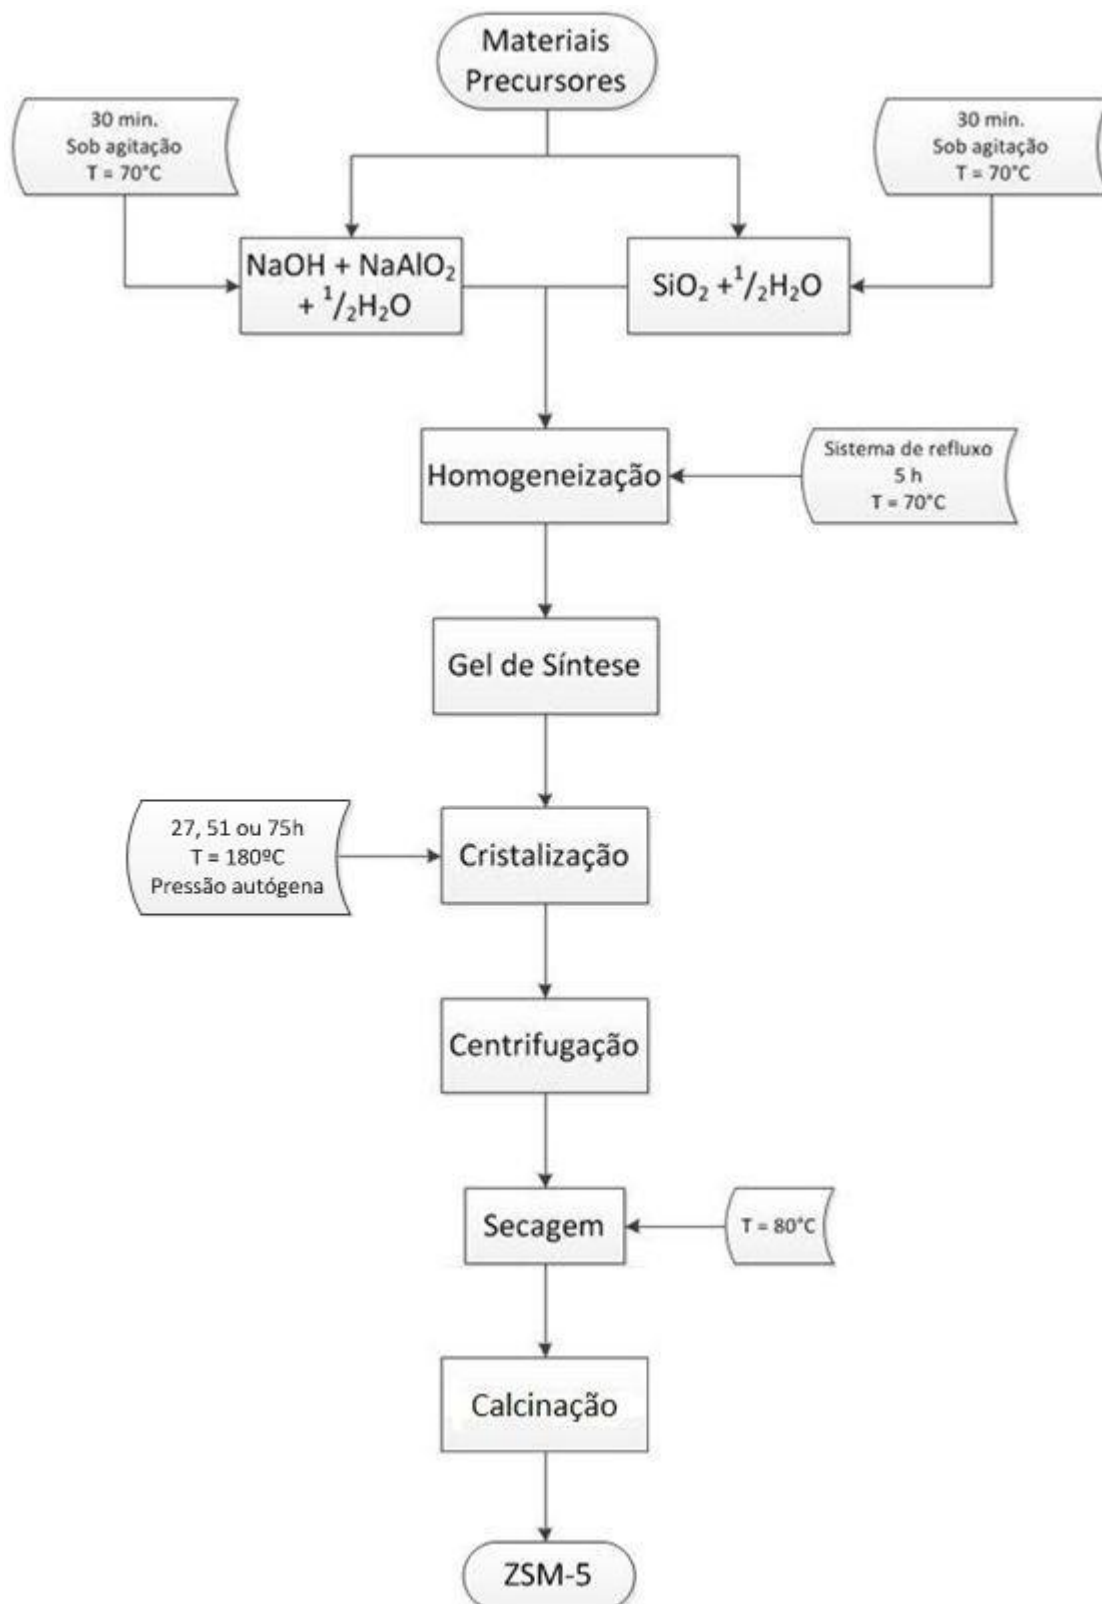 Materiais
Precursores
30 min.
Sob agitação
T = 70°C
30 min.
Sob agitação
T = 70°C
NaOH + NaAlO₂
+ ¹/₂H₂O
SiO₂ +¹/₂H₂O
Homogeneização
Sistema de refluxo
5 h
T = 70°C
Gel de Síntese
27, 51 ou 75h
T = 180ºC
Pressão autógena
Cristalização
Centrifugação
Secagem
T = 80°C
Calcinação
ZSM-5